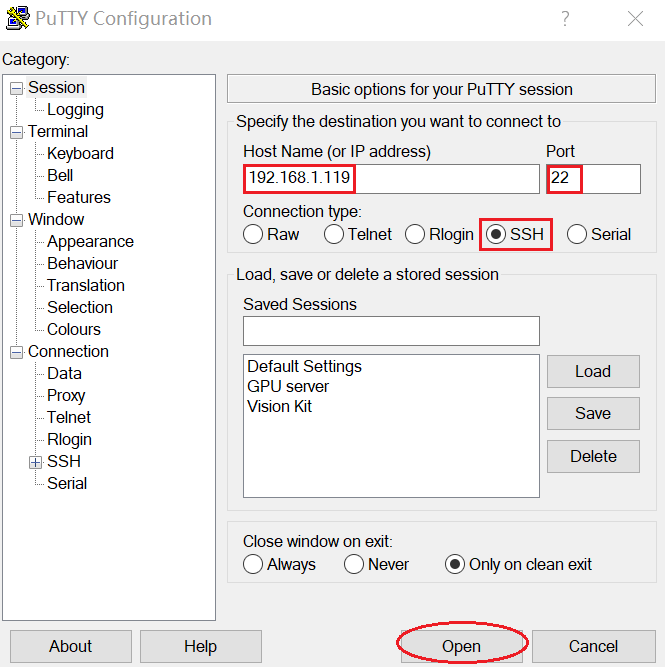 PuTTY Configuration
?
Category:
Session
Logging
Terminal
Keyboard
Bell
Features
Window
Appearance
Behaviour
Translation
Selection
Colours
Connection
Data
Proxy
Telnet
Rlogin
SSH
Serial
Basic options for your PuTTY session
Specify the destination you want to connect to
Host Name (or IP address) Port
192.168.1.119 22
Connection type:
Raw Telnet Rlogin SSH Serial
Load, save or delete a stored session
Saved Sessions
Default Settings
GPU server
Vision Kit
Load
Save
Delete
Close window on exit:
Always Never Only on clean exit
About Help Open Cancel